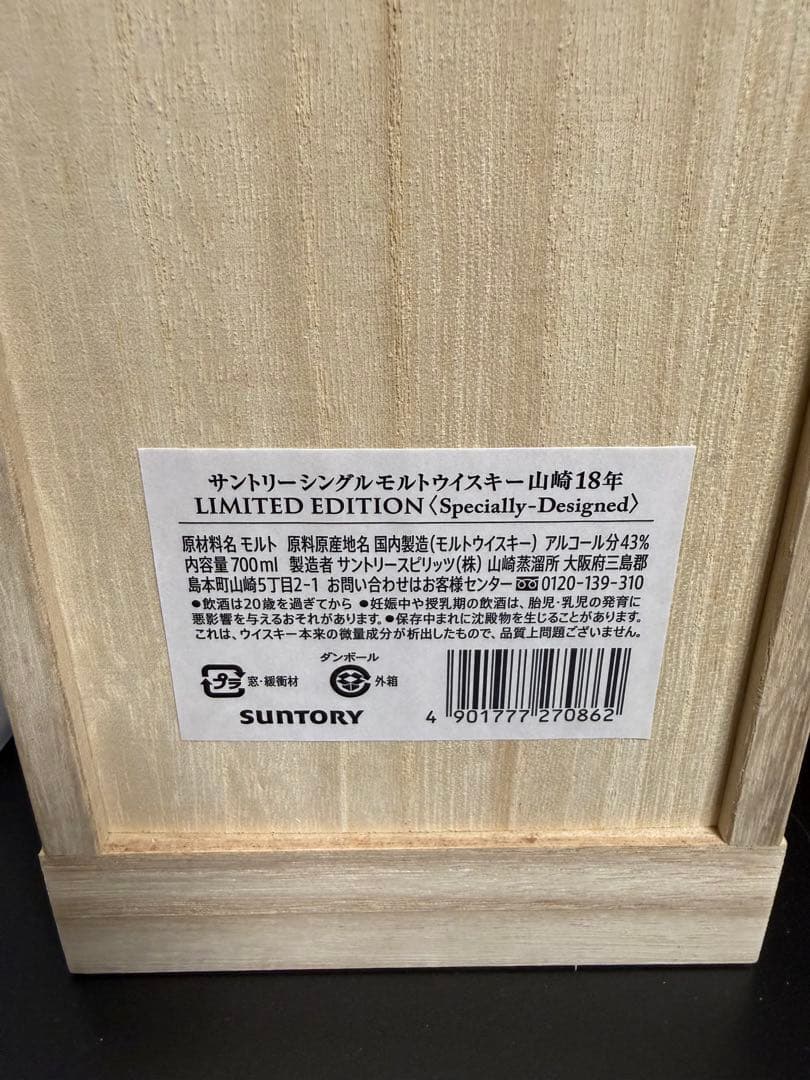 サントリーシングルモルトウイスキー山崎18年
LIMITED EDITION〈Specially-Designed〉
原材料名 モルト 原料原産地名 国内製造(モルトウイスキー) アルコール分43%
内容量700ml 製造者 サントリースピリッツ(株) 山崎蒸溜所 大阪府三島郡
島本町山崎5丁目2-1 お問い合わせはお客様センター 0120-139-310
●飲酒は20歳を過ぎてから ●妊娠中や授乳期の飲酒は、胎児・乳児の発育に
悪影響を与えるおそれがあります。●保存中まれに沈殿物を生じることがあります。
これは、ウイスキー本来の微量成分が析出したもので、品質上問題ございません。
プラ 窓・緩衝材
ダンボール
外箱
SUNTORY
4 901777 270862